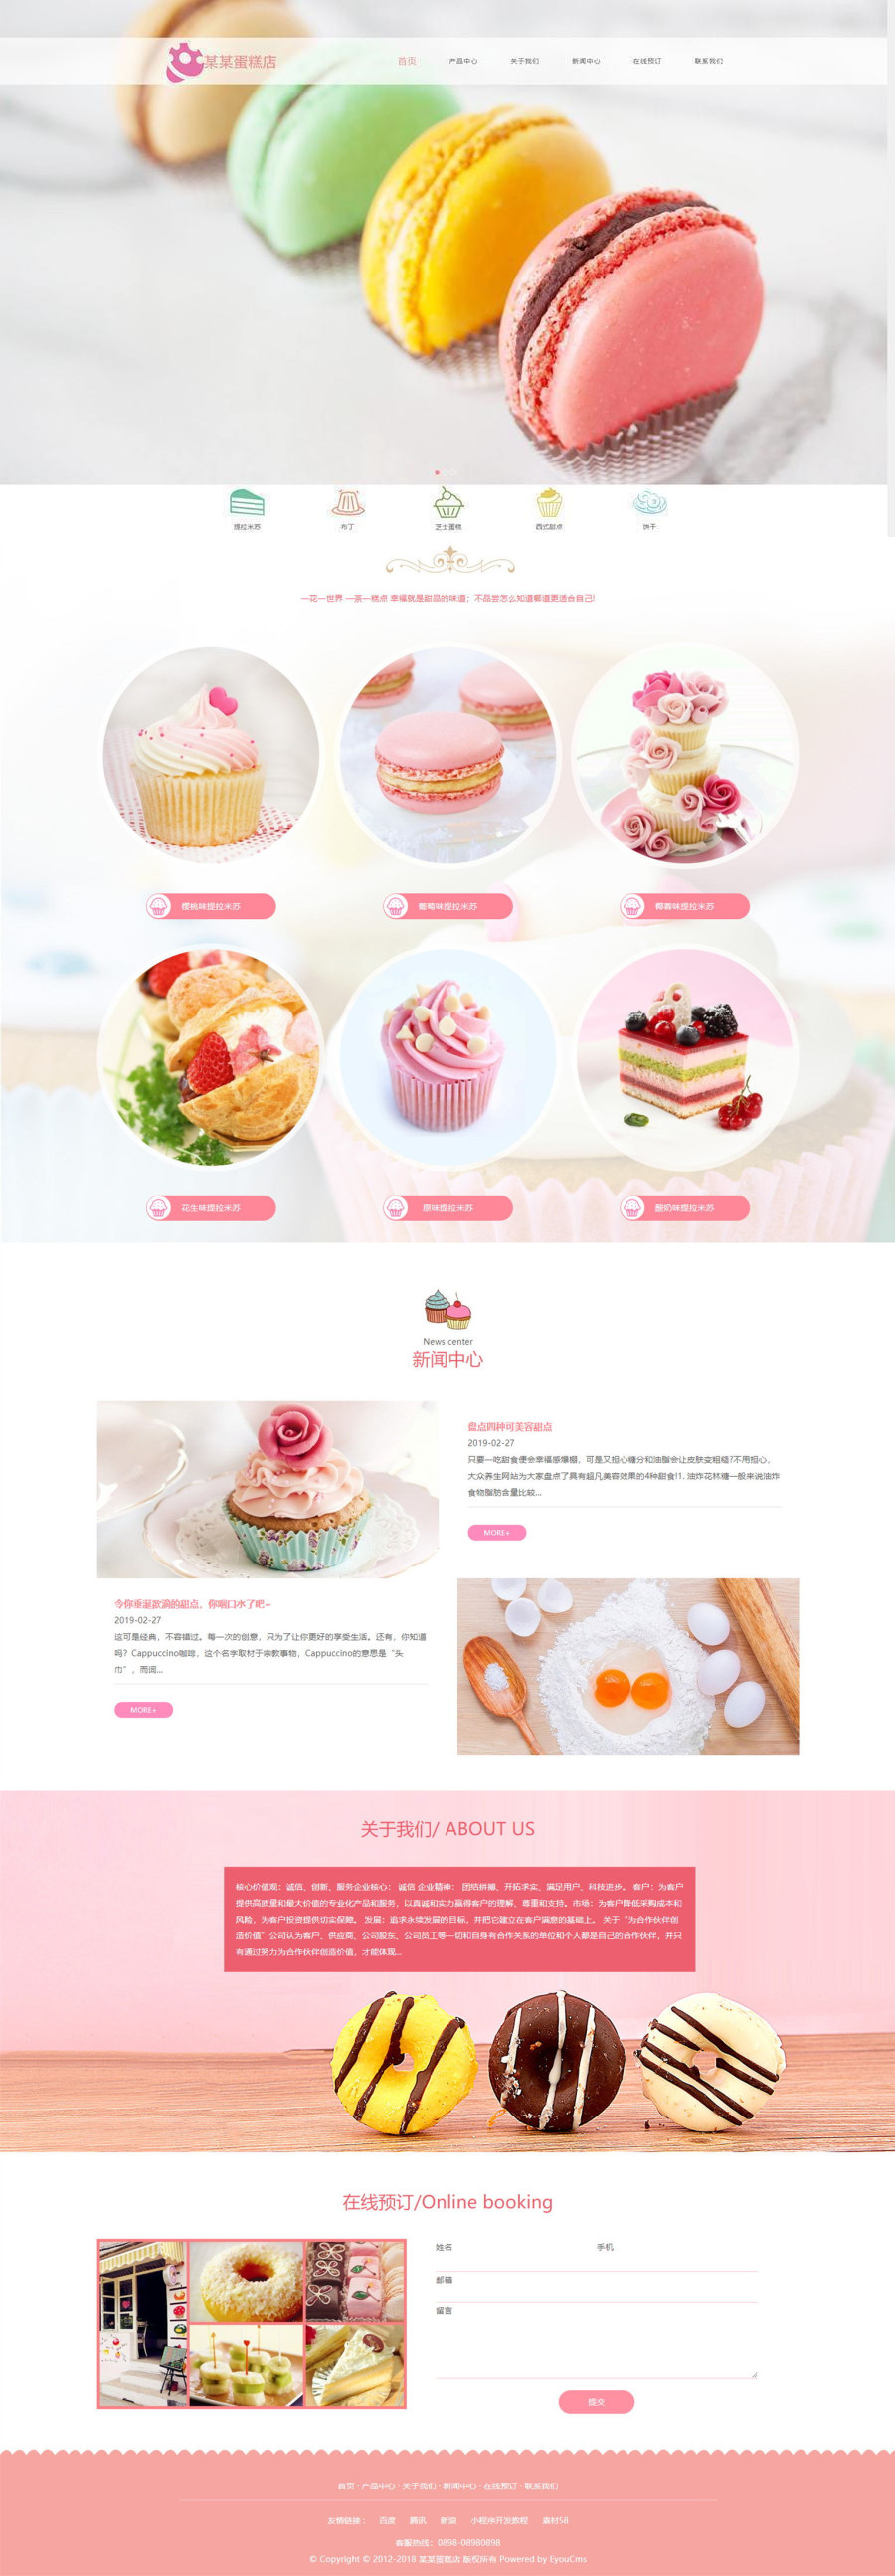 某某蛋糕店
首页 产品中心 关于我们 新闻中心 在线预订 联系我们
提拉米苏 布丁 芝士蛋糕 西式甜点 饼干
一花一世界 一茶一糕点 幸福就是甜品的味道；不品尝怎么知道哪道更适合自己!
樱桃味提拉米苏 葡萄味提拉米苏 椰香味提拉米苏
花生味提拉米苏 原味提拉米苏 酸奶味提拉米苏
News center
新闻中心
盘点四种可美容甜点
2019-02-27
只要一吃甜食便会幸福感爆棚，可是又担心糖分和油脂会让皮肤变粗糙?不用担心，
大众养生网站为大家盘点了具有超凡美容效果的4种甜食!1. 油炸花林糖一般来说油炸
食物脂肪含量比较...
MORE+
令你垂涎欲滴的甜点，你咽口水了吧~
2019-02-27
这可是经典，不容错过。每一次的创意，只为了让你更好的享受生活。还有，你知道
吗？Cappuccino咖啡，这个名字取材于宗教事物，Cappuccino的意思是“头
巾”，而阔...
MORE+
关于我们/ ABOUT US
核心价值观：诚信、创新、服务企业核心： 诚信 企业精神： 团结拼搏、开拓求实、满足用户、科技进步。 客户：为客户
提供高质量和最大价值的专业化产品和服务，以真诚和实力赢得客户的理解、尊重和支持。市场：为客户降低采购成本和
风险，为客户投资提供切实保障。 发展：追求永续发展的目标，并把它建立在客户满意的基础上。 关于“为合作伙伴创
造价值”公司认为客户、供应商、公司股东、公司员工等一切和自身有合作关系的单位和个人都是自己的合作伙伴，并只
有通过努力为合作伙伴创造价值，才能体现...
在线预订/Online booking
姓名 手机
邮箱
留言
提交
首页 · 产品中心 · 关于我们 · 新闻中心 · 在线预订 · 联系我们
友情链接： 百度 腾讯 新浪 小程序开发教程 素材58
客服热线：0898-08980898
© Copyright © 2012-2018 某某蛋糕店 版权所有 Powered by EyouCms